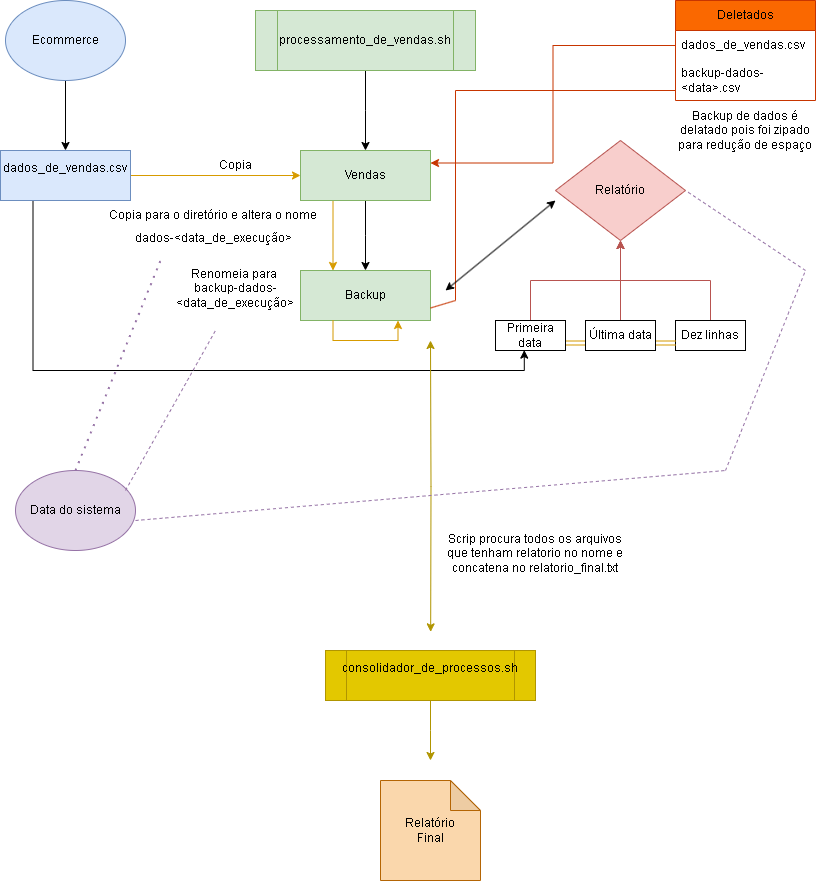 Ecommerce
processamento_de_vendas.sh
Deletados
dados_de_vendas.csv
backup-dados-
<data>.csv
Backup de dados é
delatado pois foi zipado
para redução de espaço
dados_de_vendas.csv
Copia
Vendas
Relatório
Copia para o diretório e altera o nome
dados-<data_de_execução>
Renomeia para
backup-dados-
<data_de_execução>
Backup
Primeira
data
Última data
Dez linhas
Data do sistema
Scrip procura todos os arquivos
que tenham relatorio no nome e
concatena no relatorio_final.txt
consolidador_de_processos.sh
Relatório
Final